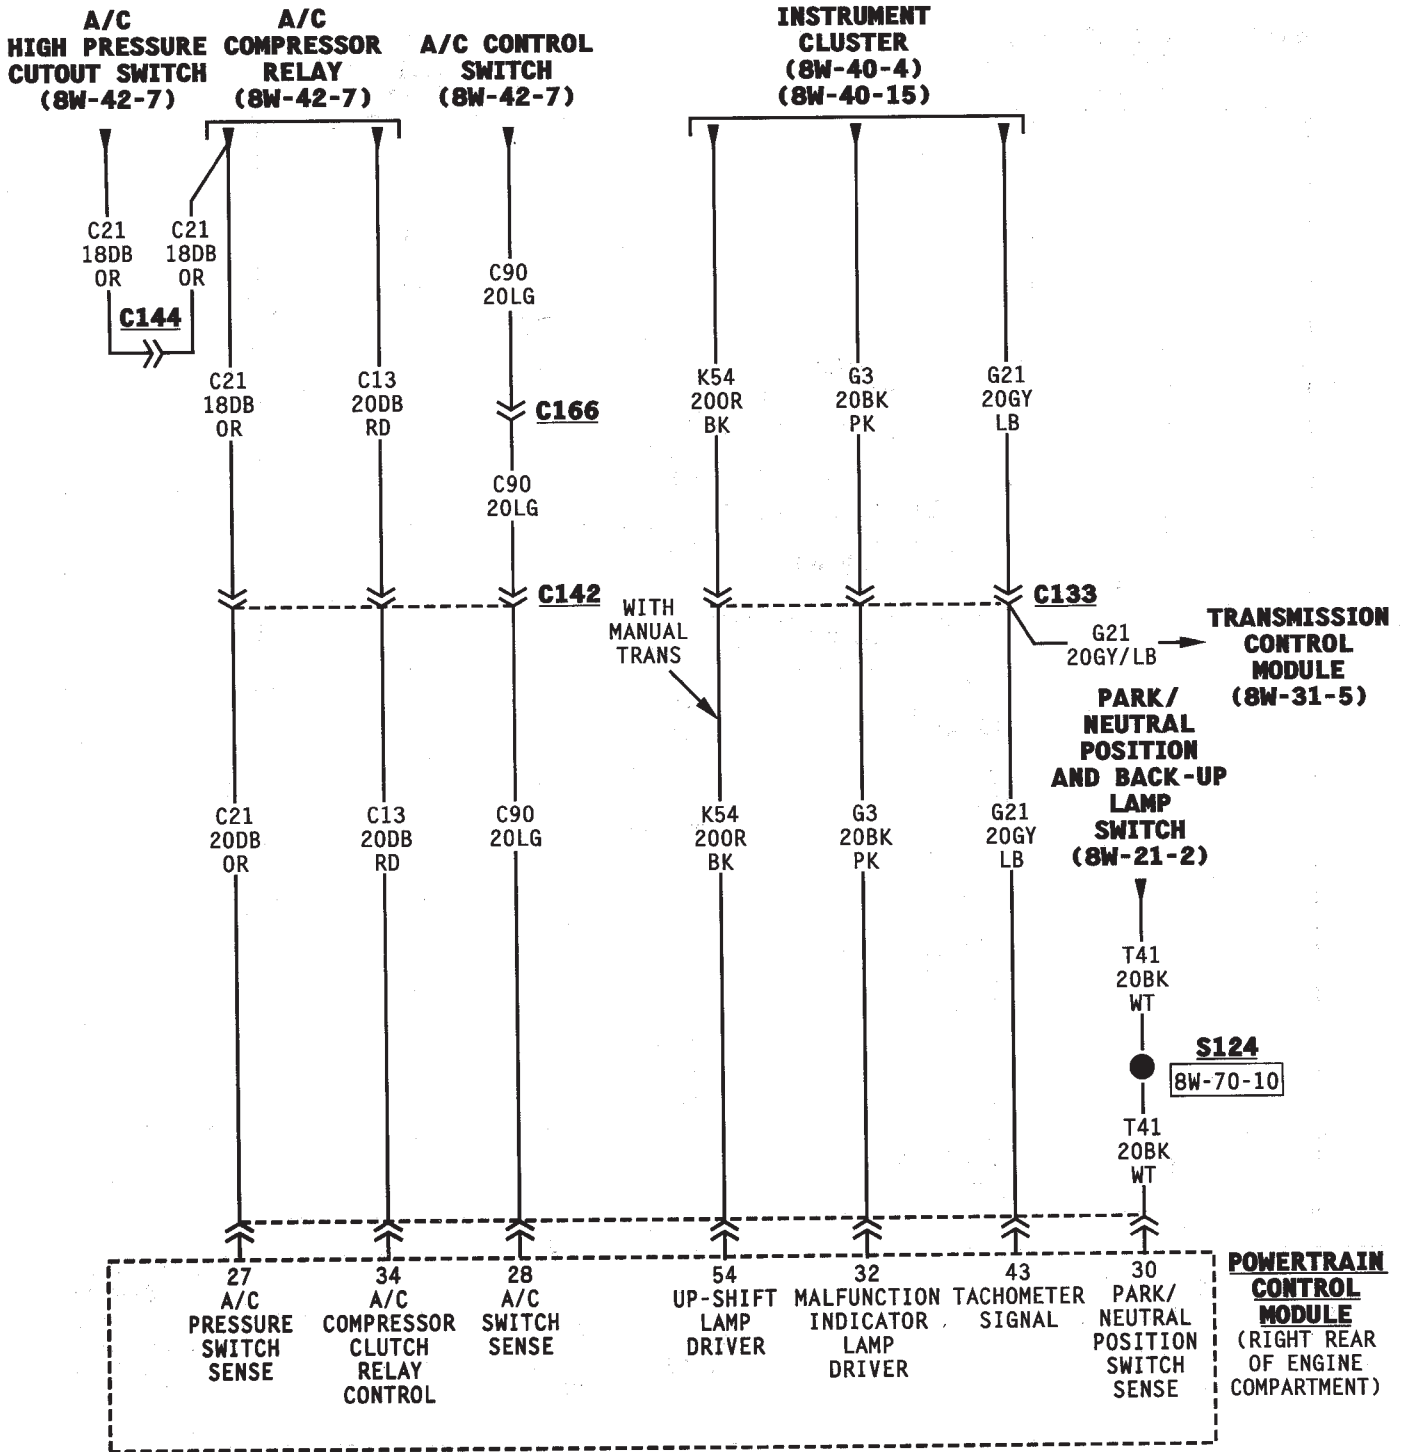 A/C
HIGH PRESSURE
CUTOUT SWITCH
(8W-42-7)
A/C
COMPRESSOR
RELAY
(8W-42-7)
A/C CONTROL
SWITCH
(8W-42-7)
INSTRUMENT
CLUSTER
(8W-40-4)
(8W-40-15)
C21
18DB
OR
C21
18DB
OR
C144
C90
20LG
C21
18DB
OR
C13
20DB
RD
C166
C90
20LG
K54
20OR
BK
G3
20BK
PK
G21
20GY
LB
C142
WITH
MANUAL
TRANS
C133
G21
20GY/LB
TRANSMISSION
CONTROL
MODULE
(8W-31-5)
PARK/
NEUTRAL
POSITION
AND BACK-UP
LAMP
SWITCH
(8W-21-2)
C21
20DB
OR
C13
20DB
RD
C90
20LG
K54
20OR
BK
G3
20BK
PK
G21
20GY
LB
T41
20BK
WT
S124
8W-70-10
T41
20BK
WT
27
A/C
PRESSURE
SWITCH
SENSE
34
A/C
COMPRESSOR
CLUTCH
RELAY
CONTROL
28
A/C
SWITCH
SENSE
54
UP-SHIFT
LAMP
DRIVER
32
MALFUNCTION
INDICATOR
LAMP
DRIVER
43
TACHOMETER
SIGNAL
30
PARK/
NEUTRAL
POSITION
SWITCH
SENSE
POWERTRAIN
CONTROL
MODULE
(RIGHT REAR
OF ENGINE
COMPARTMENT)